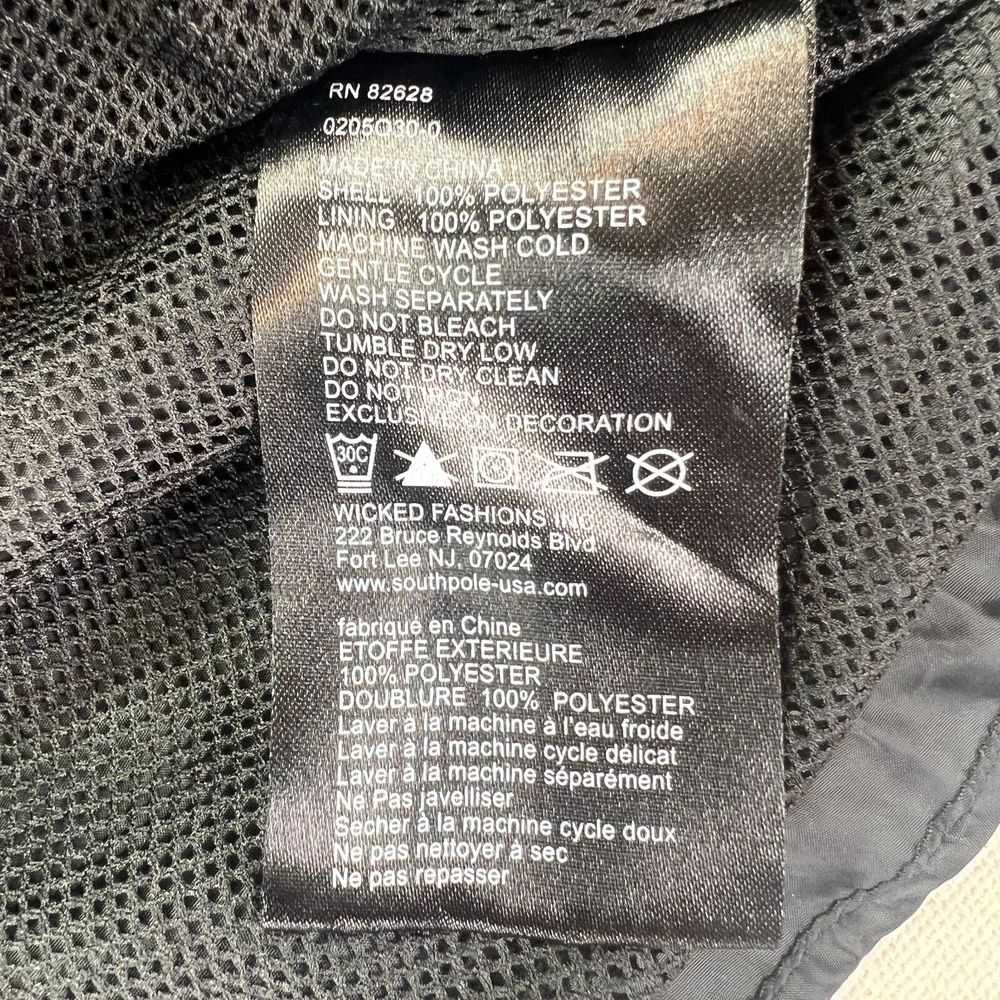 RN 82628
0205Q30-0
MADE IN CHINA
SHELL 100% POLYESTER
LINING 100% POLYESTER
MACHINE WASH COLD
GENTLE CYCLE
WASH SEPARATELY
DO NOT BLEACH
TUMBLE DRY LOW
DO NOT DRY CLEAN
DO NOT IRON
EXCLUSIVE ON DECORATION
30C
WICKED FASHIONS, INC
222 Bruce Reynolds Blvd
Fort Lee NJ, 07024
www.southpole-usa.com
fabrique en Chine
ETOFFE EXTERIEURE
100% POLYESTER
DOUBLURE 100% POLYESTER
Laver à la machine à l'eau froide
Laver à la machine cycle délicat
Laver à la machine séparément
Ne Pas javelliser
Secher à la machine cycle doux
Ne pas nettoyer à sec
Ne pas repasser